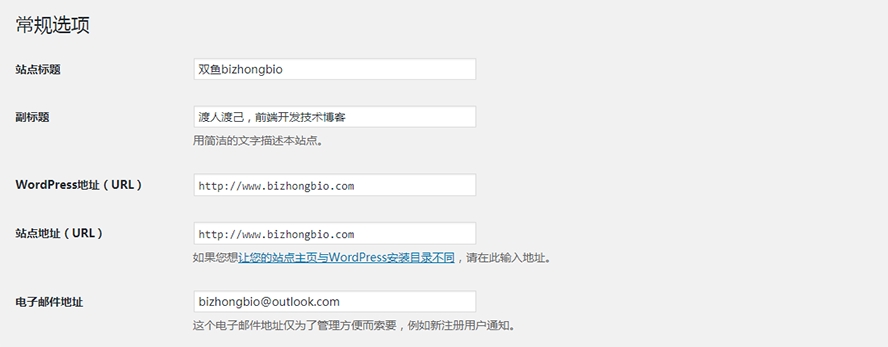 常规选项
站点标题 双鱼bizhongbio
副标题 渡人渡己，前端开发技术博客
用简洁的文字描述本站点。
WordPress地址（URL） http://www.bizhongbio.com
站点地址（URL） http://www.bizhongbio.com
如果您想让您的站点主页与WordPress安装目录不同，请在此输入地址。
电子邮件地址 bizhongbio@outlook.com
这个电子邮件地址仅为了管理方便而索要，例如新注册用户通知。